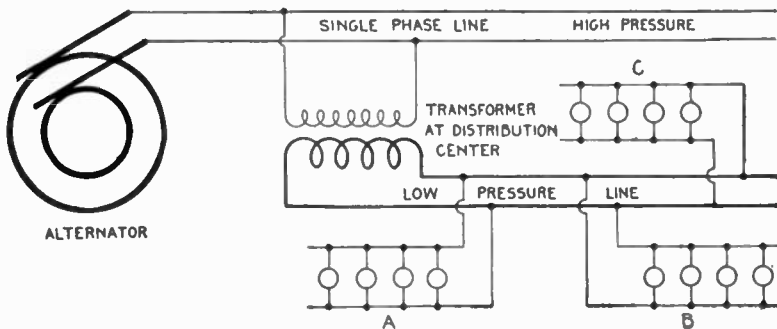 SINGLE PHASE LINE HIGH PRESSURE
C
TRANSFORMER
AT DISTRIBUTION
CENTER
LOW PRESSURE LINE
ALTERNATOR
A B